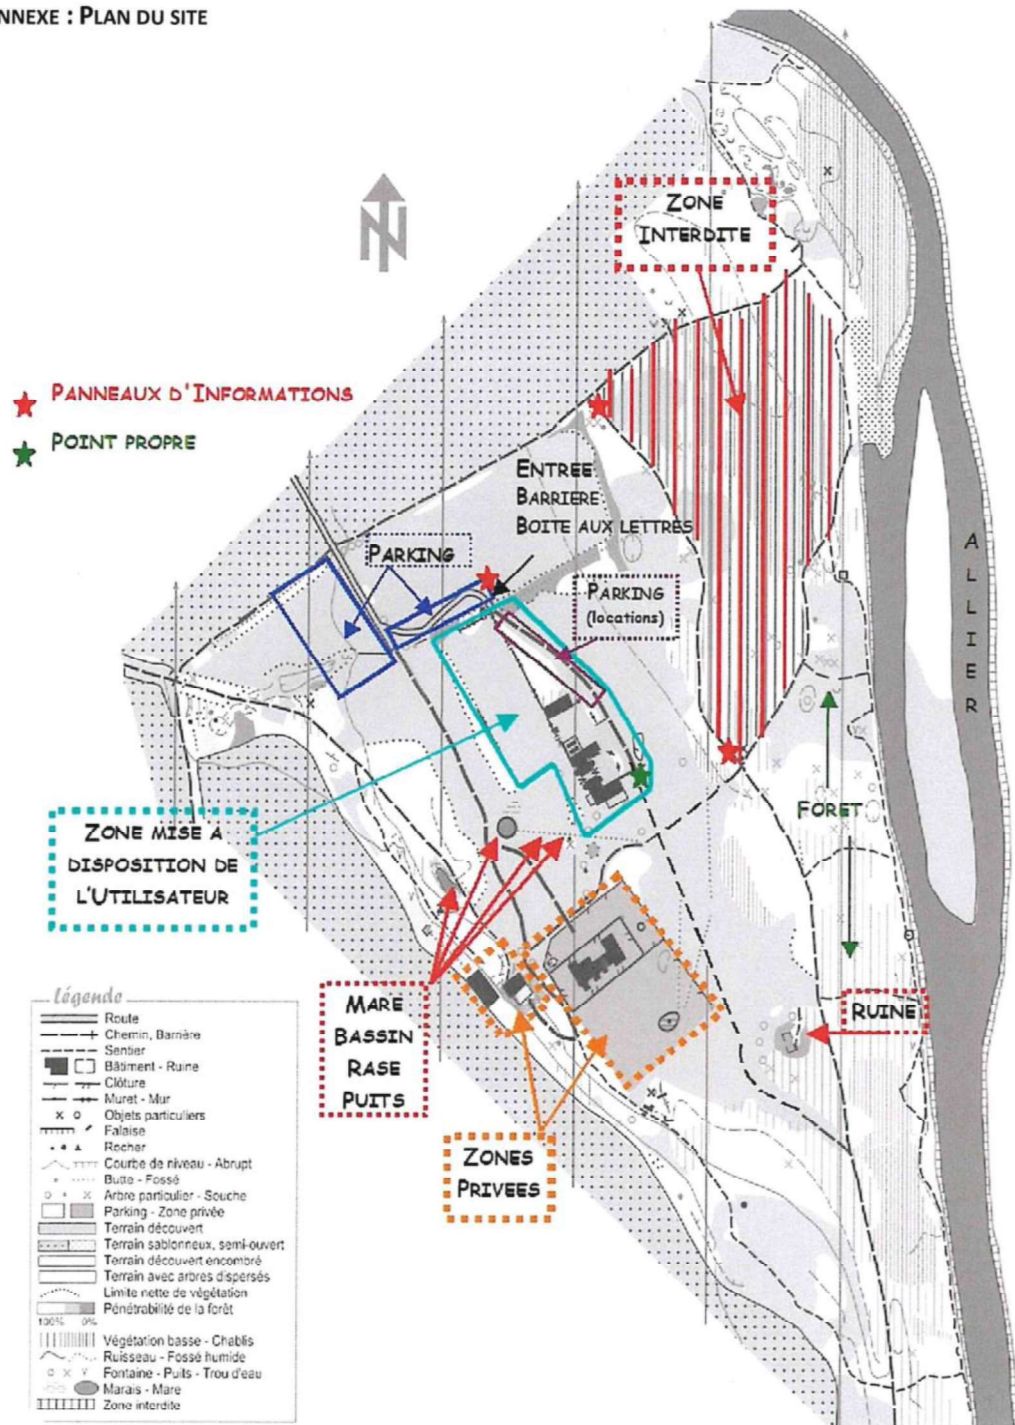 NNEXE : PLAN DU SITE
N
ZONE
INTERDITE
PANNEAUX D'INFORMATIONS
POINT PROPRE
ENTREE
BARRIERE
BOITE AUX LETTRES
PARKING
PARKING
(locations)
ALLIER
FORET
ZONE MISE A
DISPOSITION DE
L'UTILISATEUR
MARE
BASSIN
RASE
PUITS
RUINE
ZONES
PRIVEES
Légende
Route
Chemin, Barrière
Sentier
Bâtiment - Ruine
Clôture
Muret - Mur
Objets particuliers
Falaise
Rocher
Courbe de niveau - Abrupt
Butte - Fossé
Arbre particulier - Souche
Parking - Zone privée
Terrain découvert
Terrain sablonneux, semi-ouvert
Terrain découvert encombré
Terrain avec arbres dispersés
Limite nette de végétation
Pénétrabilité de la forêt
100% 0%
Végétation basse - Chablis
Ruisseau - Fossé humide
Fontaine - Puits - Trou d'eau
Marais - Mare
Zone interdite